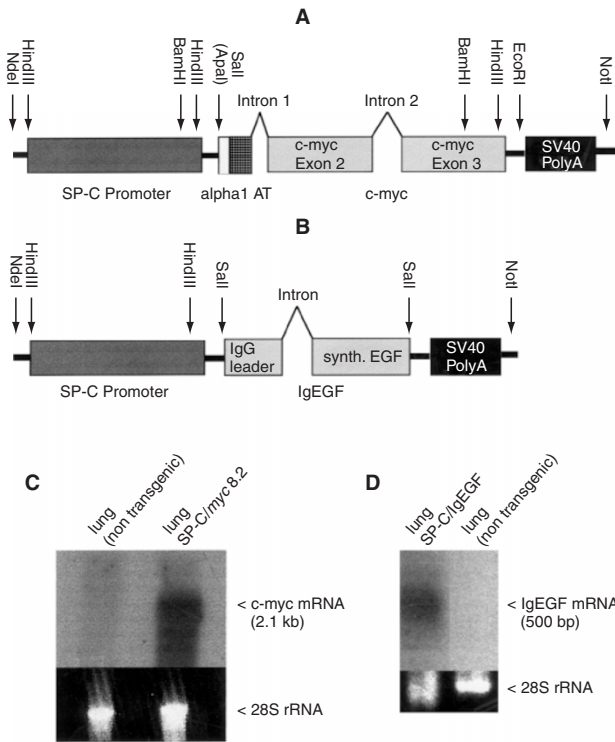 A
NdeI
HindIII
BamHI
HindIII
SalI
(ApaI)
BamHI
HindIII
EcoRI
NotI
Intron 1
Intron 2
c-myc
Exon 2
c-myc
Exon 3
SV40
PolyA
SP-C Promoter
alpha1 AT
c-myc
B
NdeI
HindIII
HindIII
SalI
SalI
NotI
Intron
IgG
leader
synth. EGF
SV40
PolyA
SP-C Promoter
IgEGF
C
lung
(non transgenic)
lung
SP-C/myc 8.2
< c-myc mRNA
(2.1 kb)
< 28S rRNA
D
lung
SP-C/IgEGF
lung
(non transgenic)
< IgEGF mRNA
(500 bp)
< 28S rRNA